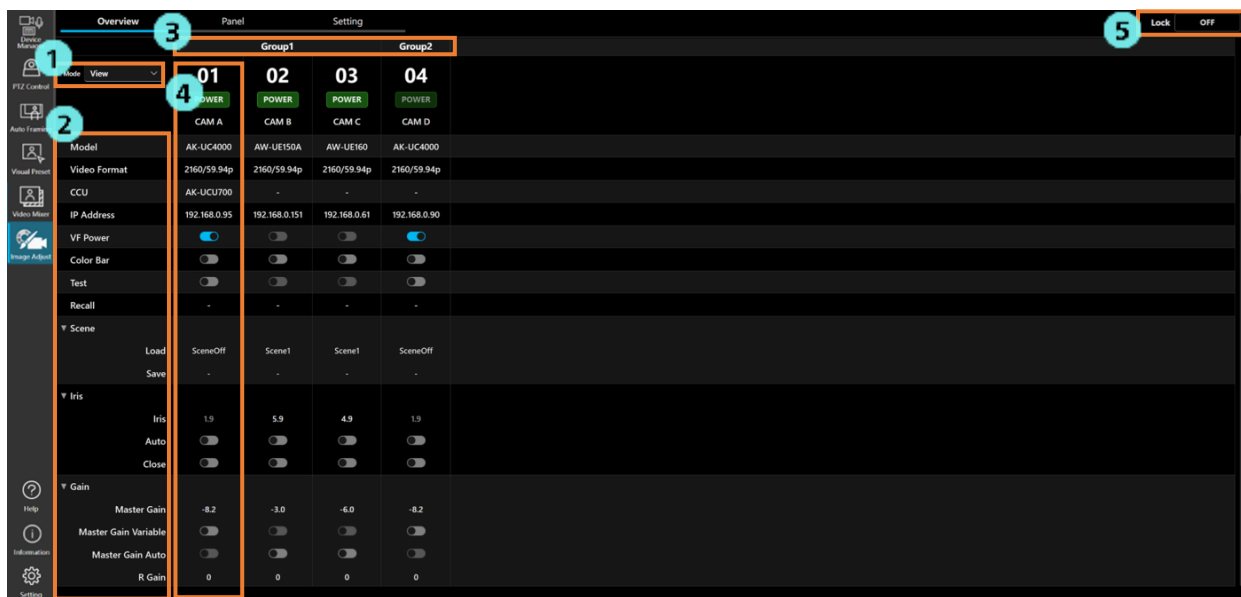 Overview Panel Setting Lock OFF
5
3
Device
Group1 Group2
1
Mode View 01 02 03 04
PTZ Control
4
POWER POWER POWER POWER
2
CAM A CAM B CAM C CAM D
Model AK-UC4000 AW-UE150A AW-UE160 AK-UC4000
Visual Preset
Video Format 2160/59.94p 2160/59.94p 2160/59.94p 2160/59.94p
CCU AK-UCU700 - - -
Video Mixer
IP Address 192.168.0.95 192.168.0.151 192.168.0.61 192.168.0.90
VF Power
Image Adjust
Color Bar
Test
Recall - - - -
▼ Scene
Load SceneOff Scene1 Scene1 SceneOff
Save - - - -
▼ Iris
Iris 1.9 5.9 4.9 1.9
Auto
Close
▼ Gain
Help
Master Gain -8.2 -3.0 -6.0 -8.2
Master Gain Variable
Information
Master Gain Auto
R Gain 0 0 0 0
Setting